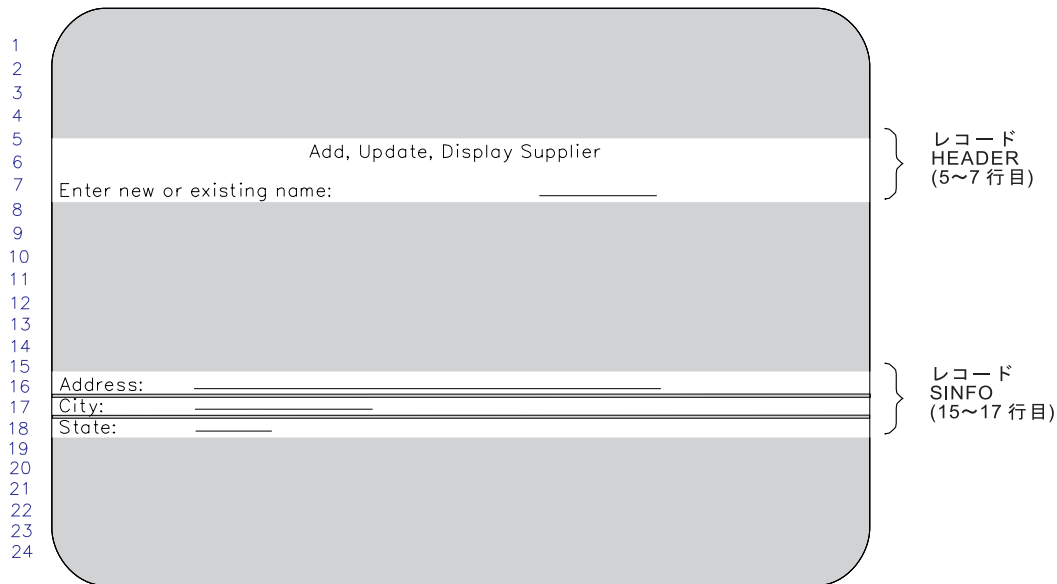 1
2
3
4
5
6
7
8
9
10
11
12
13
14
15
16
17
18
19
20
21
22
23
24
Add, Update, Display Supplier
Enter new or existing name:
Address:
City:
State:
レコード
HEADER
(5～7 行目)
レコード
SINFO
(15～17 行目)